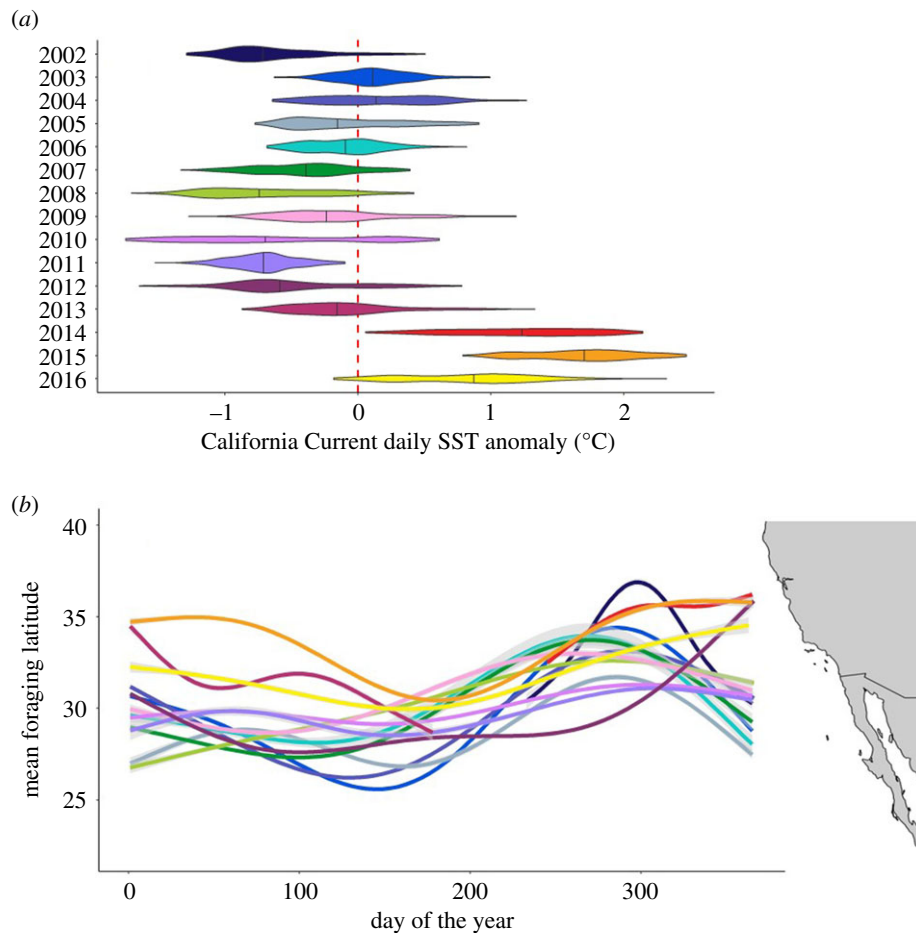 (a)
2002
2003
2004
2005
2006
2007
2008
2009
2010
2011
2012
2013
2014
2015
2016
–1 0 1 2
California Current daily SST anomaly (°C)
(b)
40
35
30
25
mean foraging latitude
0 100 200 300
day of the year